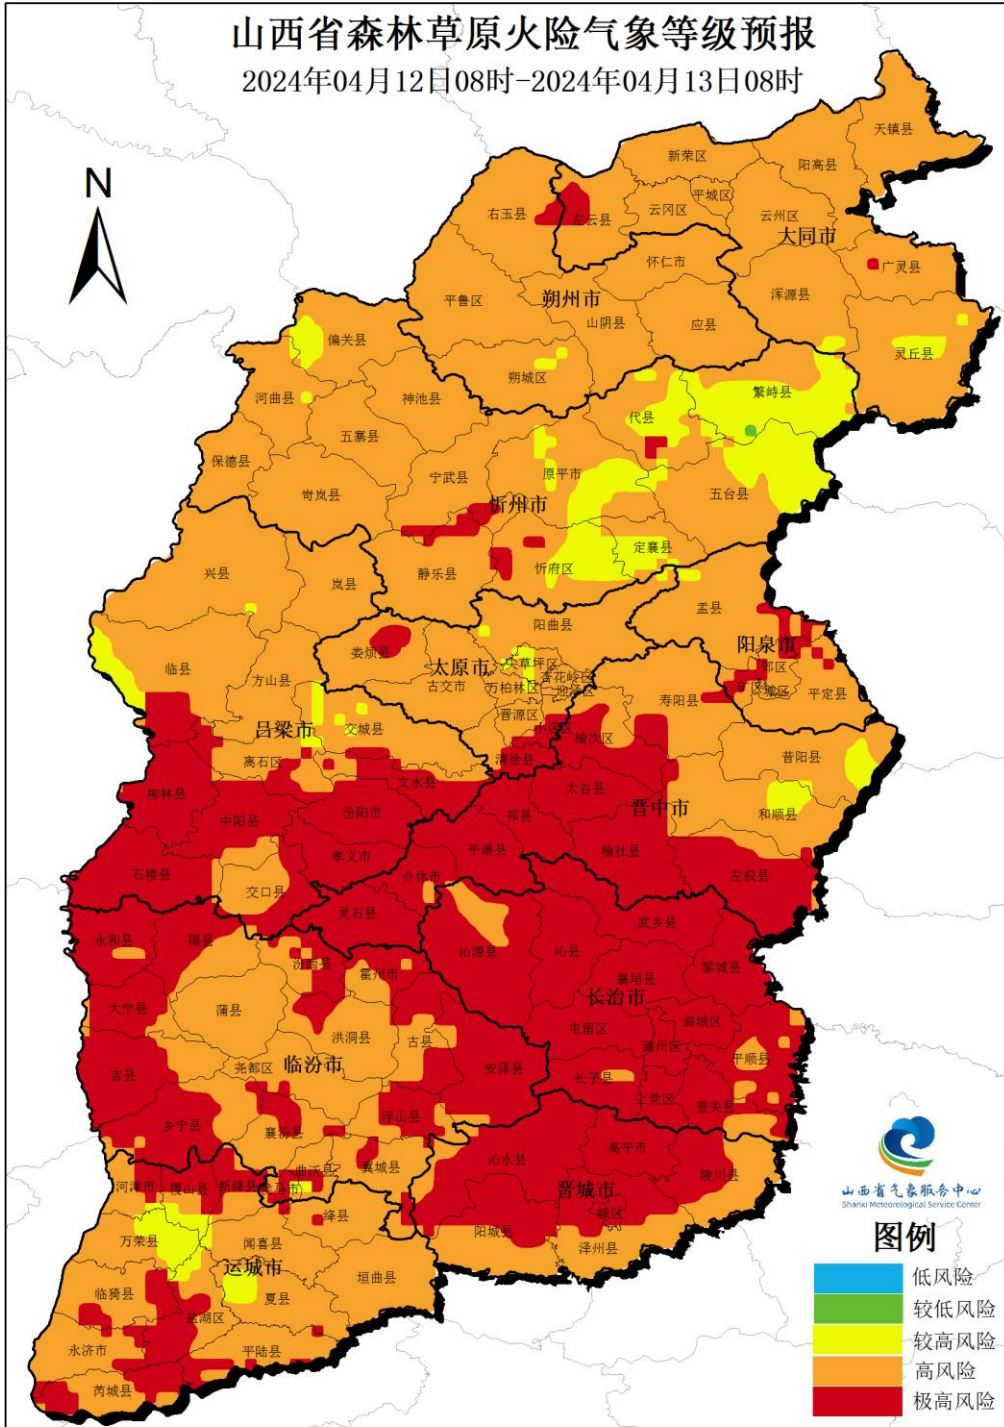 山西省森林草原火险气象等级预报
2024年04月12日08时-2024年04月13日08时
N
天镇县
新荣区
阳高县
平城区
右玉县
左云县
云冈区
云州区
大同市
怀仁市
广灵县
平鲁区
朔州市
浑源县
山阴县
应县
偏关县
灵丘县
朔城区
繁峙县
河曲县
神池县
代县
五寨县
保德县
宁武县
原平市
岢岚县
五台县
忻州市
定襄县
兴县
岚县
静乐县
忻府区
盂县
阳曲县
阳泉市
娄烦县
临县
太原市
尖草坪区
郊区
方山县
古交市
万柏林区
杏花岭区
迎泽区
矿区
城区
平定县
寿阳县
晋源区
吕梁市
交城县
小店区
榆次区
离石区
清徐县
昔阳县
文水县
柳林县
太谷县
汾阳市
晋中市
中阳县
祁县
和顺县
孝义市
平遥县
榆社县
石楼县
介休市
左权县
交口县
灵石县
武乡县
永和县
隰县
沁源县
沁县
汾西县
霍州市
襄垣县
黎城县
大宁县
长治市
蒲县
潞城区
洪洞县
屯留区
古县
潞州区
平顺县
尧都区
临汾市
安泽县
吉县
长子县
上党区
壶关县
乡宁县
浮山县
襄汾县
高平市
沁水县
曲沃县
翼城县
陵川县
河津市
稷山县
新绛县
侯马市
晋城市
城区
绛县
阳城县
万荣县
闻喜县
泽州县
运城市
垣曲县
临猗县
夏县
盐湖区
永济市
平陆县
芮城县
山西省气象服务中心
Shanxi Meteorological Service Center
图例
低风险
较低风险
较高风险
高风险
极高风险